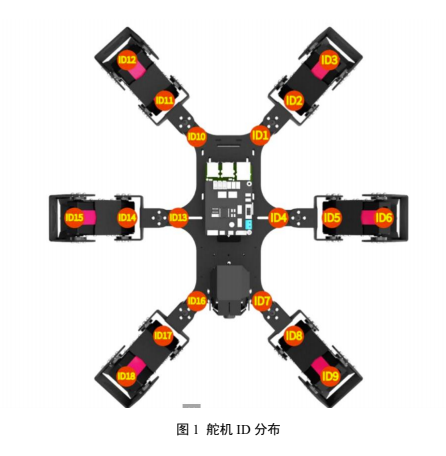 ID12
ID3
ID11
ID2
ID10
ID1
ID15
ID14
ID13
ID4
ID5
ID6
ID16
ID7
ID17
ID8
ID18
ID9
图 1 舵机 ID 分布